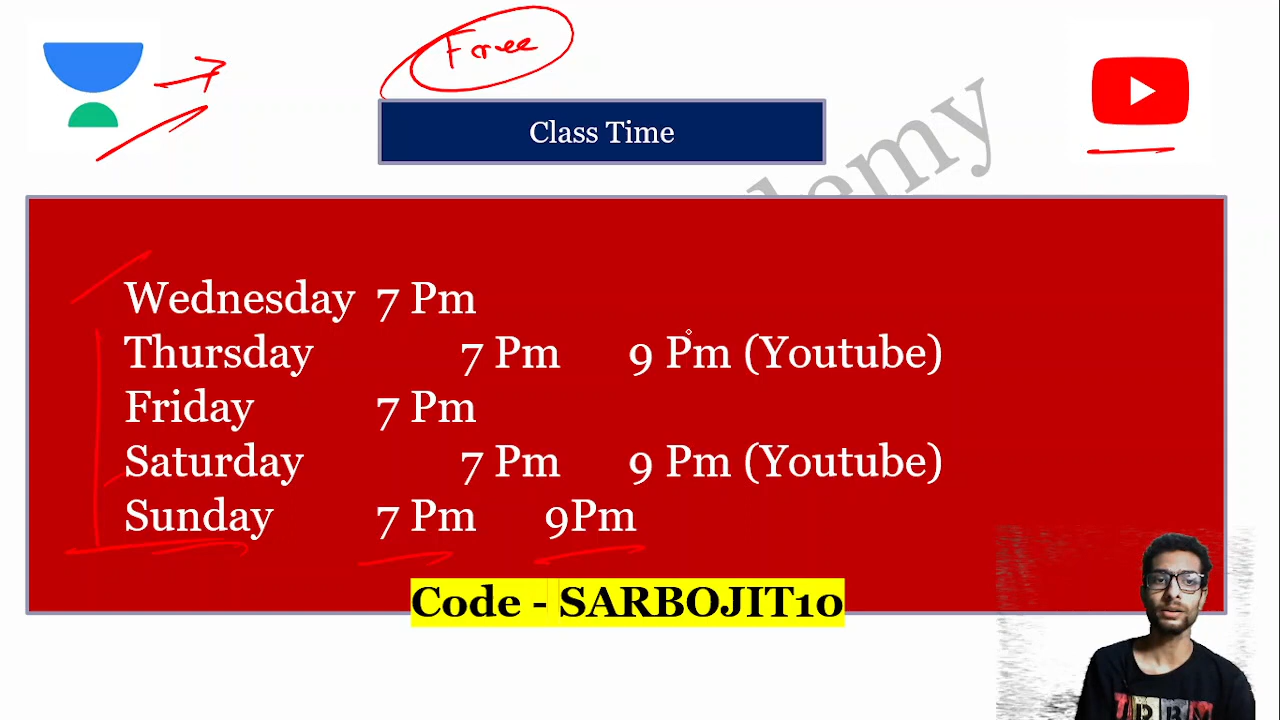 Free
Class Time
Wednesday 7 Pm
Thursday 7 Pm 9 Pm (Youtube)
Friday 7 Pm
Saturday 7 Pm 9 Pm (Youtube)
Sunday 7 Pm 9Pm
Code - SARBOJIT10